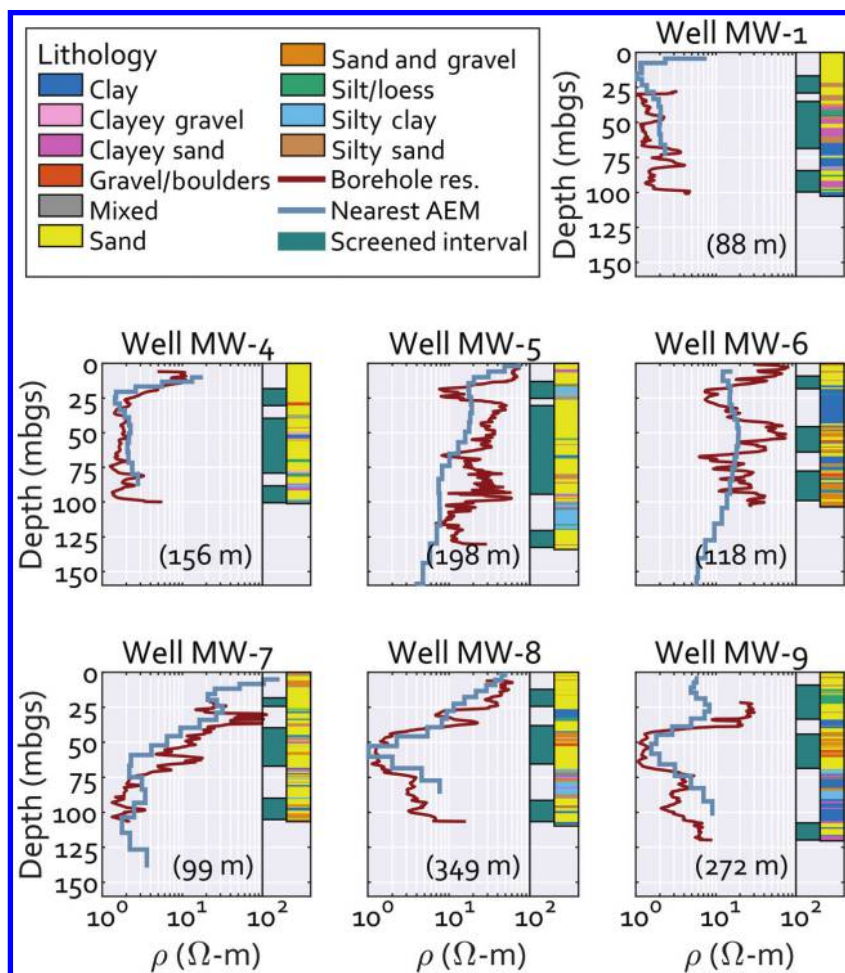 Lithology
Clay
Clayey gravel
Clayey sand
Gravel/boulders
Mixed
Sand
Sand and gravel
Silt/loess
Silty clay
Silty sand
Borehole res.
Nearest AEM
Screened interval
Well MW-1
Depth (mbgs)
0
25
50
75
100
125
150
(88 m)
Well MW-4
Depth (mbgs)
0
25
50
75
100
125
150
(156 m)
Well MW-5
(198 m)
Well MW-6
(118 m)
Well MW-7
Depth (mbgs)
0
25
50
75
100
125
150
(99 m)
10⁰ 10¹ 10²
ρ (Ω-m)
Well MW-8
(349 m)
10⁰ 10¹ 10²
ρ (Ω-m)
Well MW-9
(272 m)
10⁰ 10¹ 10²
ρ (Ω-m)